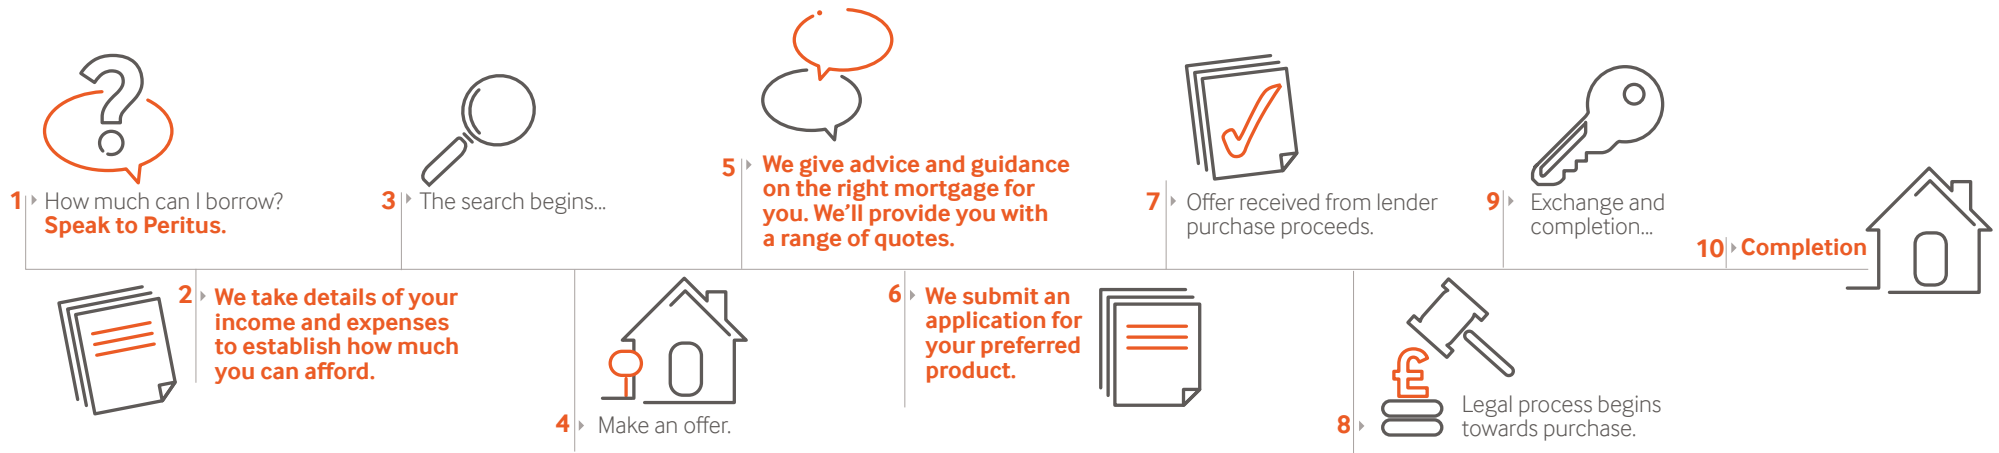 1 How much can I borrow?
Speak to Peritus.
2 We take details of your
income and expenses
to establish how much
you can afford.
3 The search begins...
4 Make an offer.
5 We give advice and guidance
on the right mortgage for
you. We’ll provide you with
a range of quotes.
6 We submit an
application for
your preferred
product.
7 Offer received from lender
purchase proceeds.
£
8 Legal process begins
towards purchase.
9 Exchange and
completion...
10 Completion